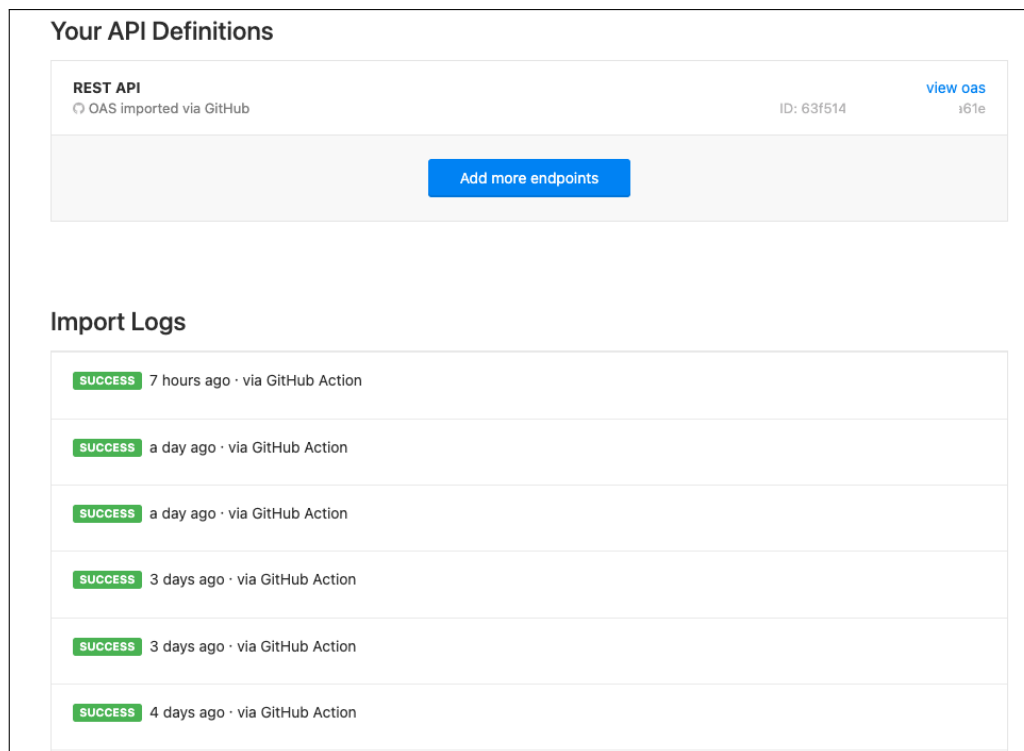 Your API Definitions
REST API
view oas
OAS imported via GitHub
ID: 63f514
a61e
Add more endpoints
Import Logs
SUCCESS 7 hours ago · via GitHub Action
SUCCESS a day ago · via GitHub Action
SUCCESS a day ago · via GitHub Action
SUCCESS 3 days ago · via GitHub Action
SUCCESS 3 days ago · via GitHub Action
SUCCESS 4 days ago · via GitHub Action